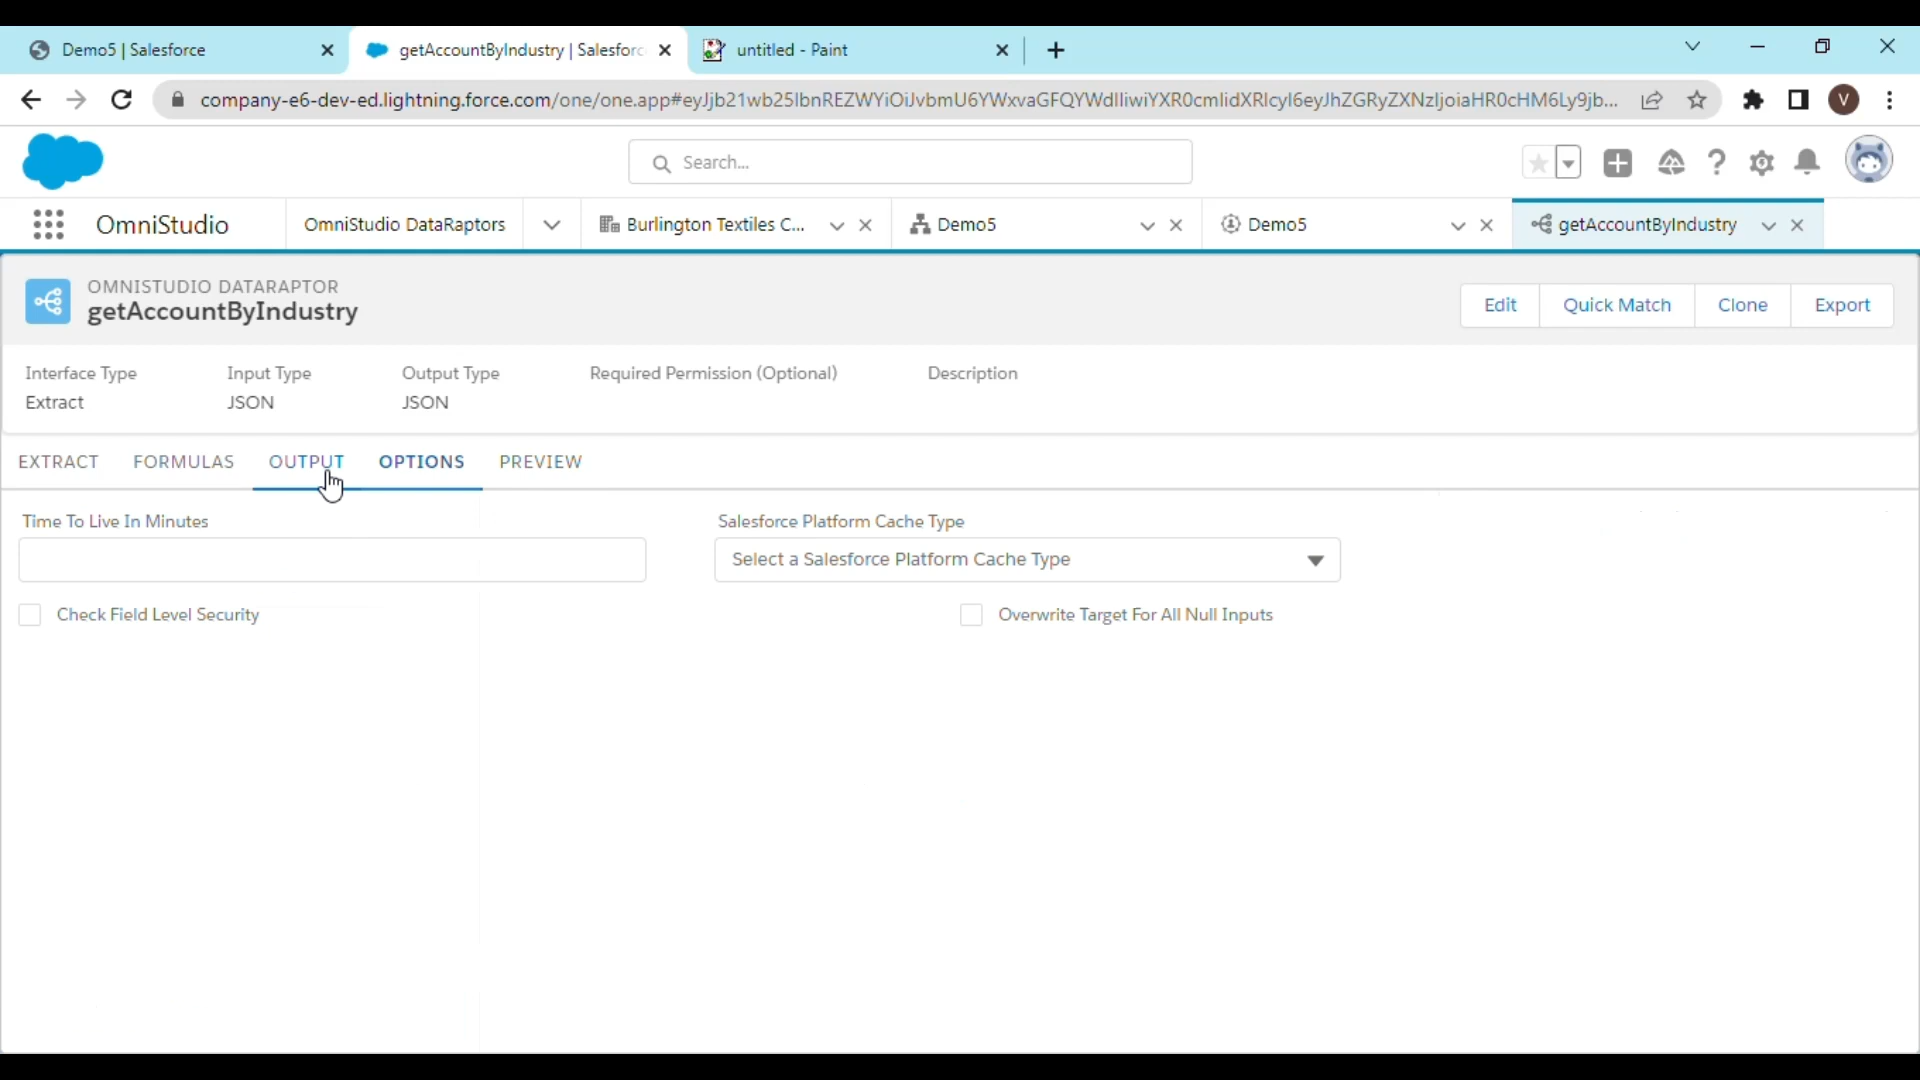 Demo5 | Salesforce
getAccountByIndustry | Salesforc
untitled - Paint
company-e6-dev-ed.lightning.force.com/one/one.app#eyJjb21wb25lbnREZWYiOiJvbmU6YWxvaGFQYWdlIiwiYXR0cmlidXRlcyI6eyJhZGRyZXNzIjoiaHR0cHM6Ly9jb...
V
Search...
OmniStudio
OmniStudio DataRaptors
Burlington Textiles C...
Demo5
Demo5
getAccountByIndustry
OMNISTUDIO DATARAPTOR
getAccountByIndustry
Edit
Quick Match
Clone
Export
Interface Type
Input Type
Output Type
Required Permission (Optional)
Description
Extract
JSON
JSON
EXTRACT
FORMULAS
OUTPUT
OPTIONS
PREVIEW
Time To Live In Minutes
Salesforce Platform Cache Type
Select a Salesforce Platform Cache Type
Check Field Level Security
Overwrite Target For All Null Inputs